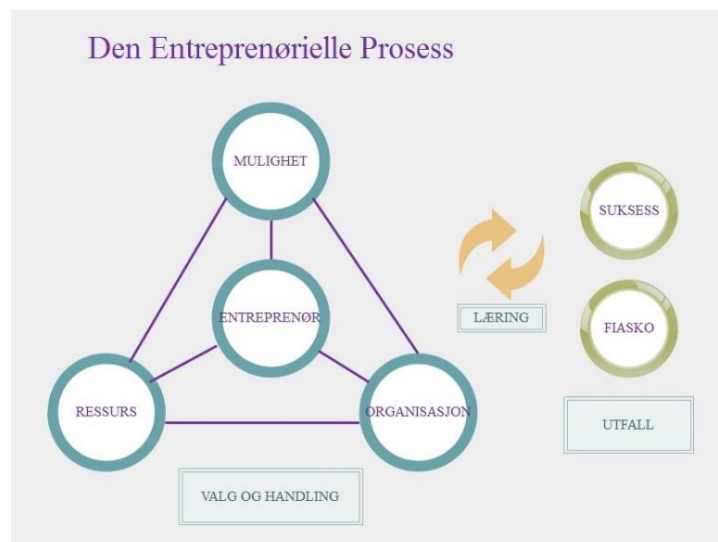 Den Entreprenørielle Prosess
MULIGHET
ENTREPRENØR
RESSURS
ORGANISASJON
VALG OG HANDLING
LÆRING
SUKSESS
FIASKO
UTFALL